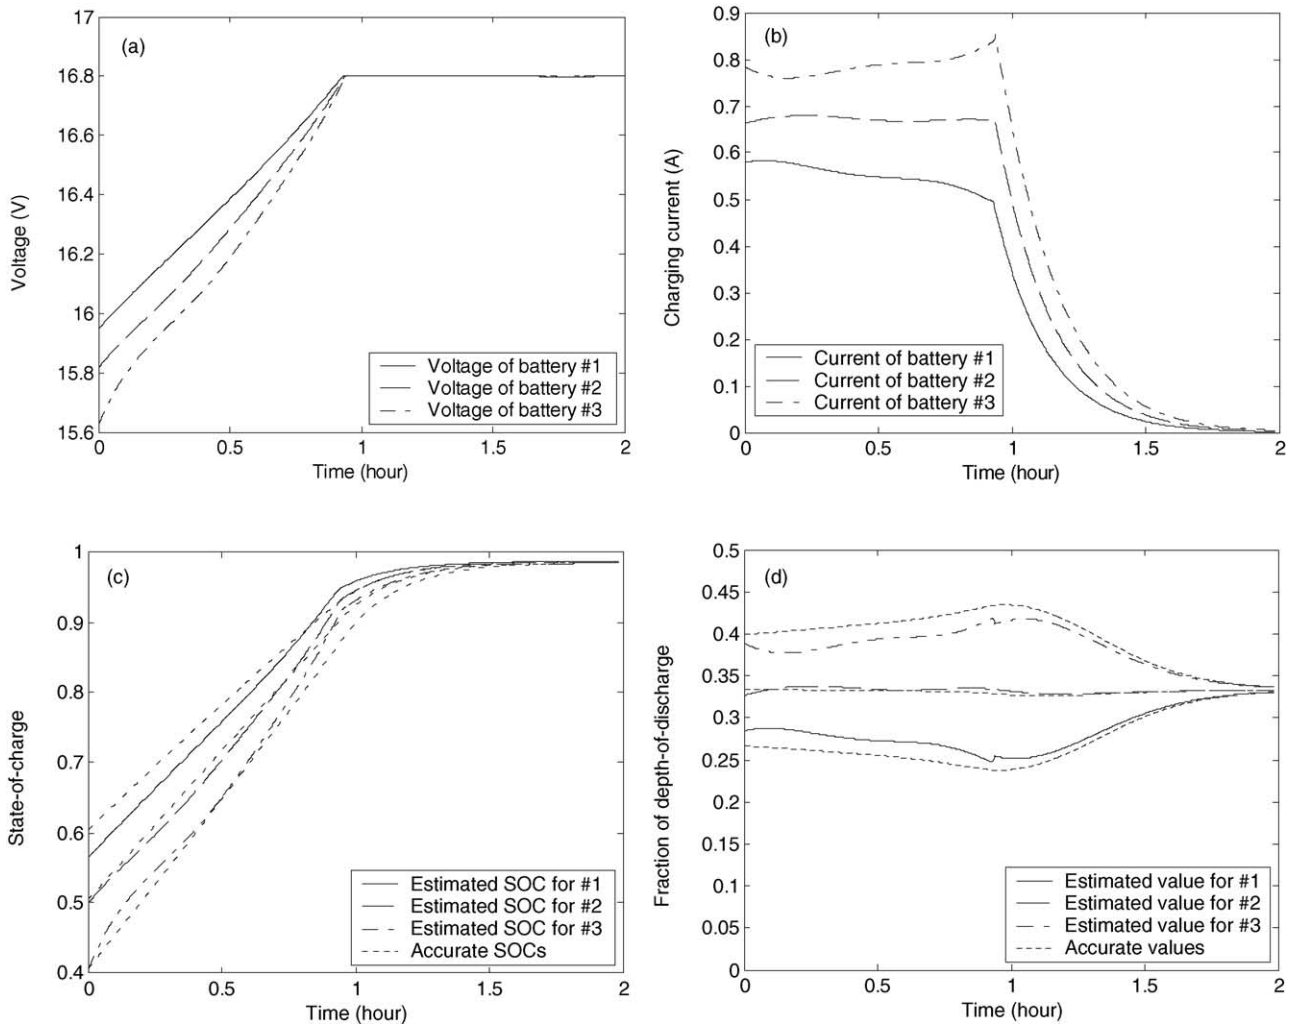 (a)
Voltage (V)
17
16.8
16.6
16.4
16.2
16
15.8
15.6
0
0.5
1
1.5
2
Time (hour)
Voltage of battery #1
Voltage of battery #2
Voltage of battery #3
(b)
Charging current (A)
0.9
0.8
0.7
0.6
0.5
0.4
0.3
0.2
0.1
0
0
0.5
1
1.5
2
Time (hour)
Current of battery #1
Current of battery #2
Current of battery #3
(c)
State-of-charge
1
0.9
0.8
0.7
0.6
0.5
0.4
0
0.5
1
1.5
2
Time (hour)
Estimated SOC for #1
Estimated SOC for #2
Estimated SOC for #3
Accurate SOCs
(d)
Fraction of depth-of-discharge
0.5
0.45
0.4
0.35
0.3
0.25
0.2
0.15
0.1
0.05
0
0
0.5
1
1.5
2
Time (hour)
Estimated value for #1
Estimated value for #2
Estimated value for #3
Accurate values